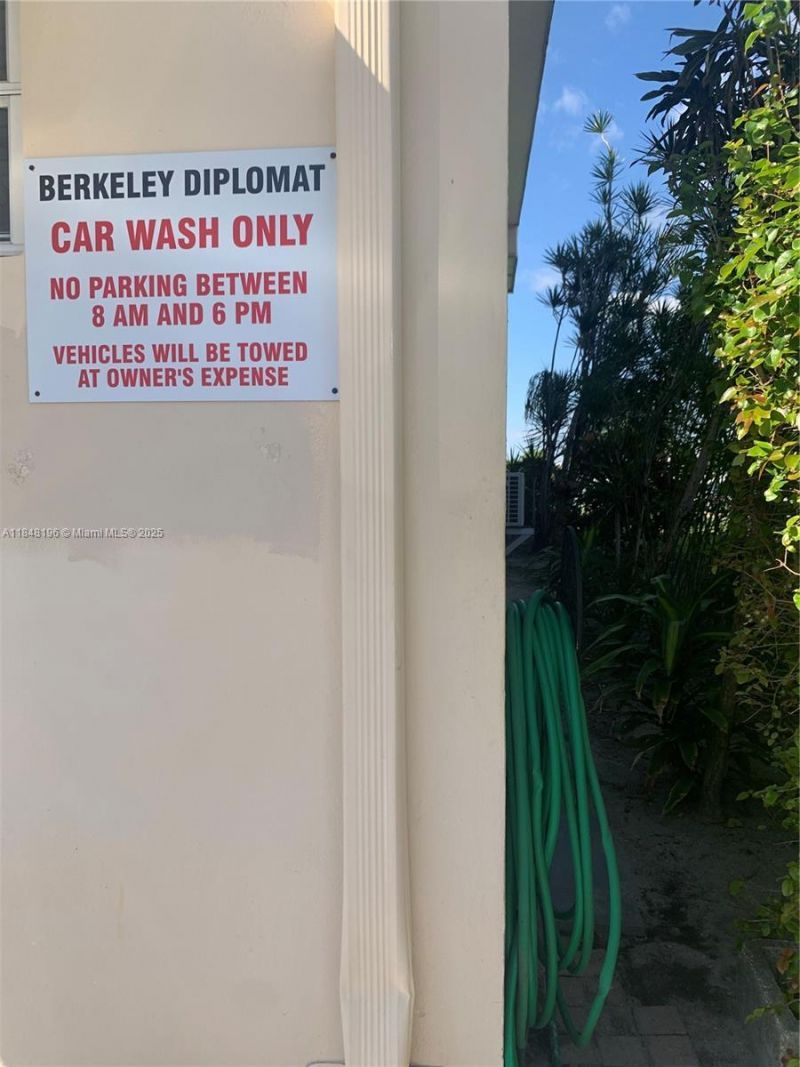 BERKELEY DIPLOMAT
CAR WASH ONLY
NO PARKING BETWEEN
8 AM AND 6 PM
VEHICLES WILL BE TOWED
AT OWNER'S EXPENSE
A11848196 © Miami MLS® 2025